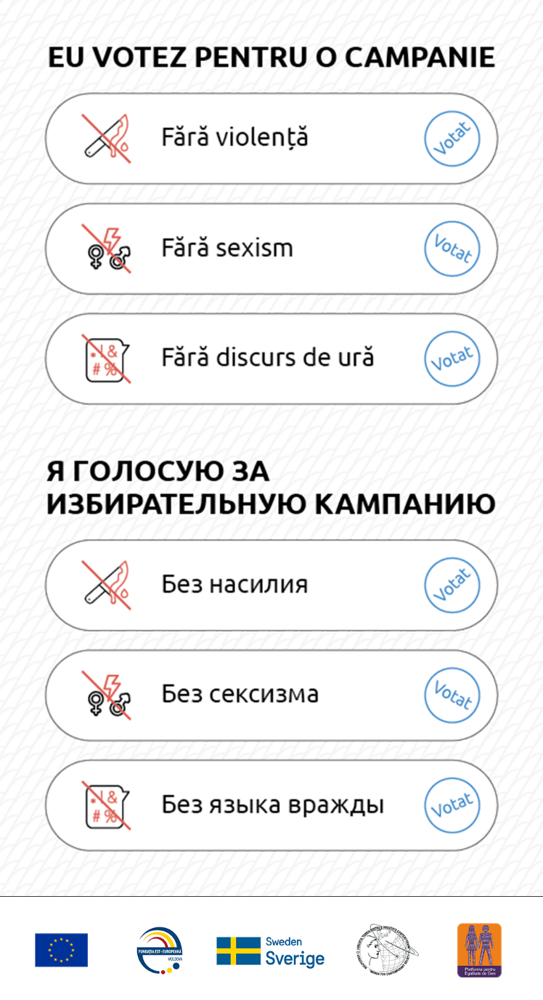 EU VOTEZ PENTRU O CAMPANIE
Fără violență
Votat
Fără sexism
Votat
*!&
#%
Fără discurs de ură
Votat
Я ГОЛОСУЮ ЗА
ИЗБИРАТЕЛЬНУЮ КАМПАНИЮ
Без насилия
Votat
Без сексизма
Votat
*!&
#%
Без языка вражды
Votat
FUNDAȚIA EST-EUROPEANĂ
MOLDOVA
Sweden
Sverige
Platforma pentru
Egalitate de Gen